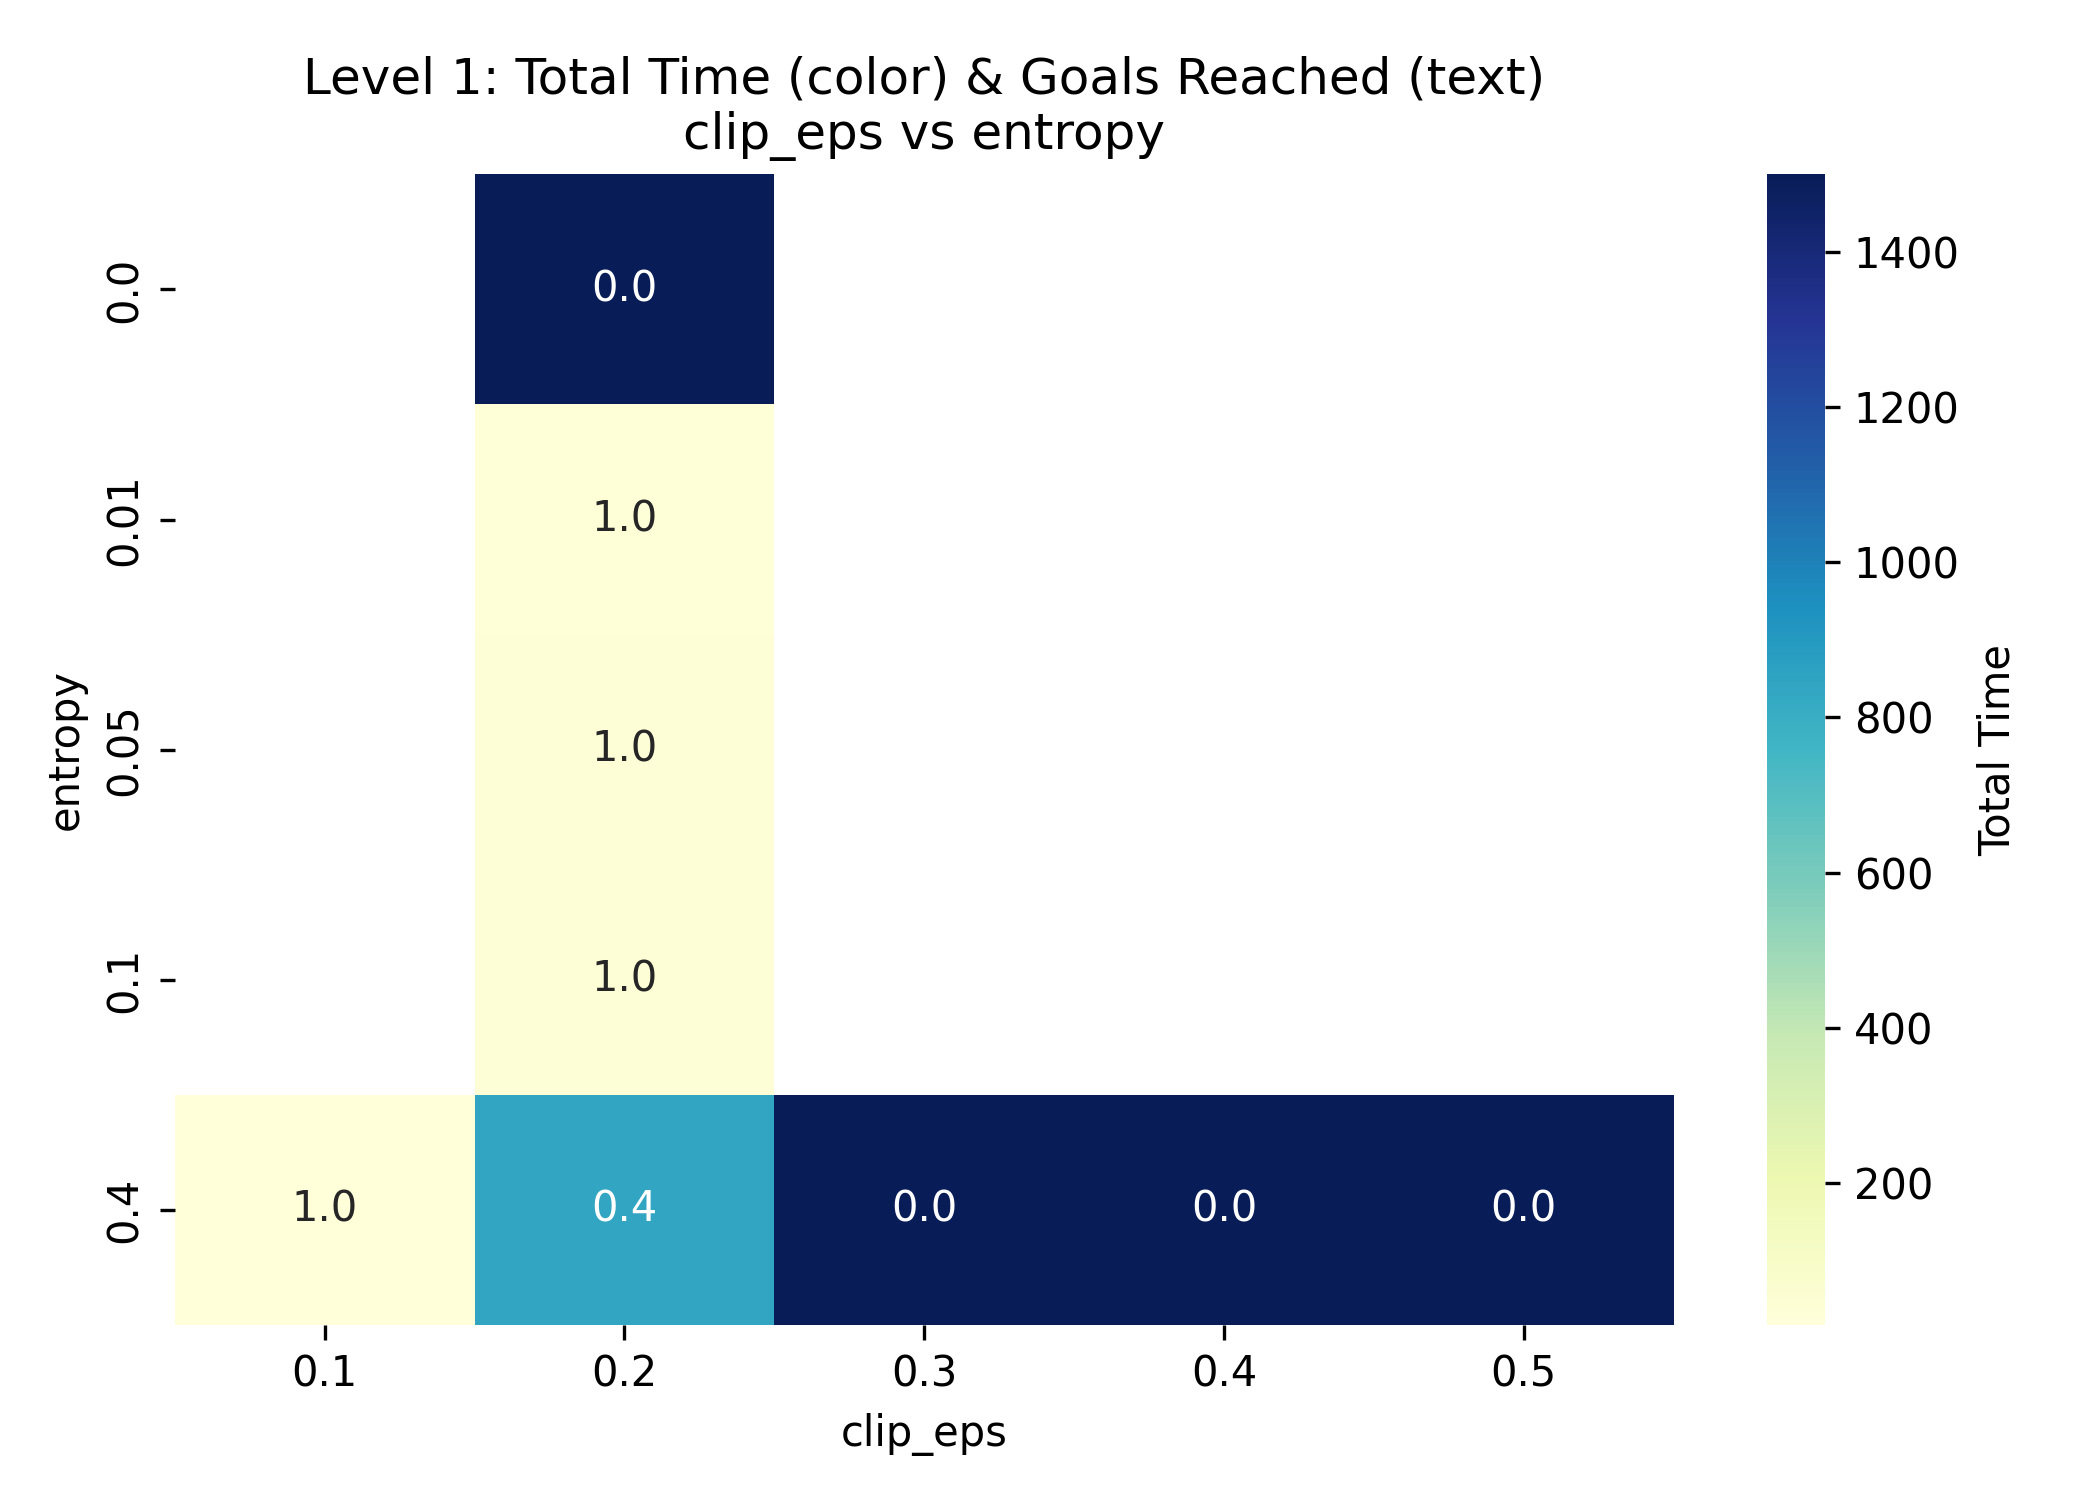 Level 1: Total Time (color) & Goals Reached (text)
clip_eps vs entropy
entropy
0.0
0.01
0.05
0.1
0.4
0.0
1.0
1.0
1.0
1.0 0.4 0.0 0.0 0.0
0.1 0.2 0.3 0.4 0.5
clip_eps
1400
1200
1000
800
600
400
200
Total Time